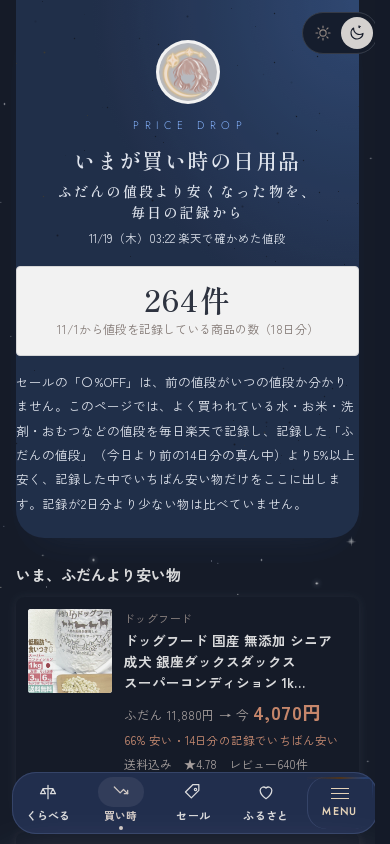 PRICE DROP
いまが買い時の日用品
ふだんの値段より安くなった物を、
毎日の記録から
11/19（木）03:22 楽天で確かめた値段
264件
11/1から値段を記録している商品の数（18日分）
セールの「○%OFF」は、前の値段がいつの値段か分かり
ません。このページでは、よく買われている水・お米・洗
剤・おむつなどの値段を毎日楽天で記録し、記録した「ふ
だんの値段」（今日より前の14日分の真ん中）より5%以上
安く、記録した中でいちばん安い物だけをここに出しま
す。記録が2日分より少ない物は比べていません。
いま、ふだんより安い物
ドッグフード
ドッグフード 国産 無添加 シニア
成犬 銀座ダックスダックス
スーパーコンディション 1k...
ふだん 11,880円 → 今 4,070円
66% 安い・14日分の記録でいちばん安い
送料込み ★4.78 レビュー640件
くらべる
買い時
セール
ふるさと
MENU